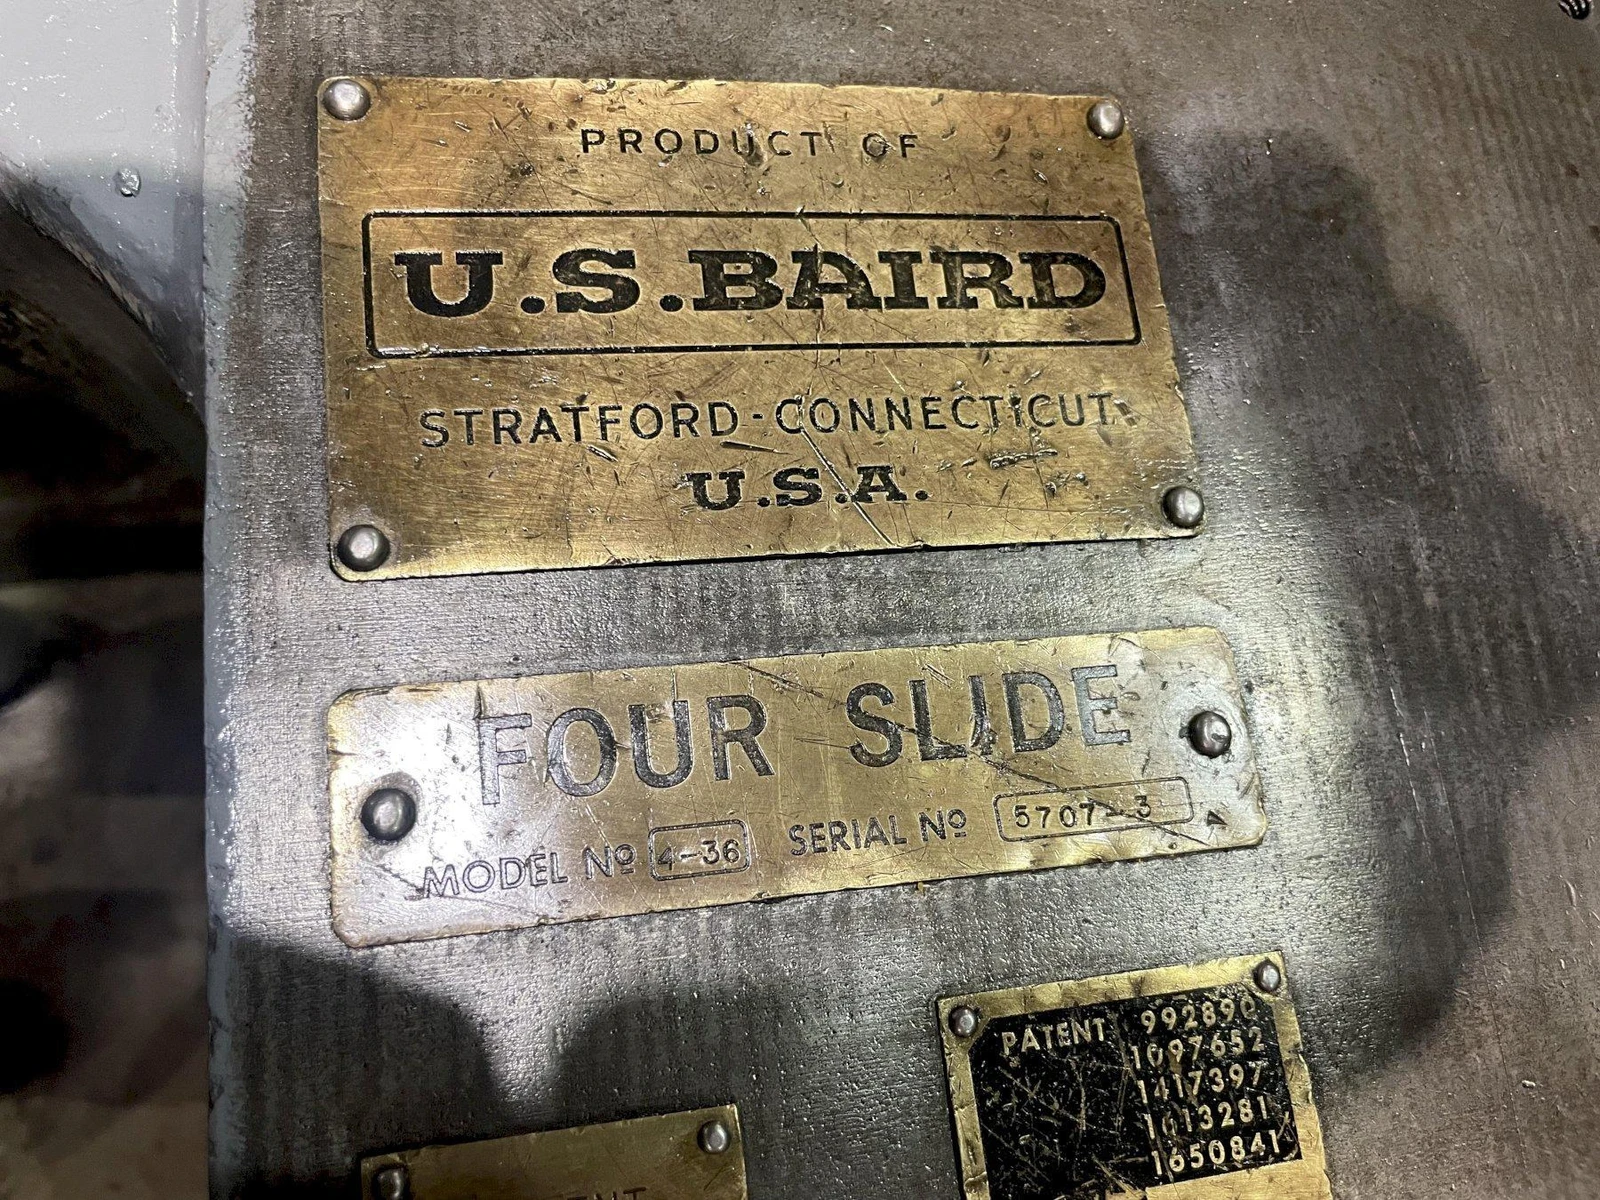 PRODUCT OF
U.S.BAIRD
STRATFORD-CONNECTICUT
U.S.A.
FOUR SLIDE
MODEL Nº 4-36 SERIAL Nº 5707-3
PATENT 992890
1097652
1417397
1613281
1650841